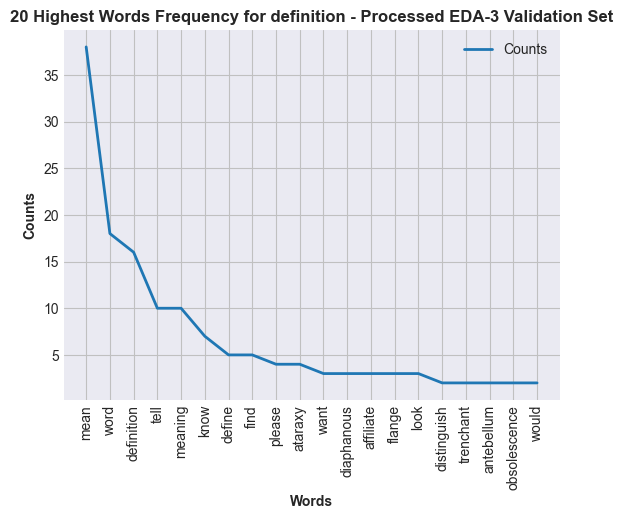 20 Highest Words Frequency for definition - Processed EDA-3 Validation Set
Counts
35
30
25
20
15
10
5
Counts
mean
word
definition
tell
meaning
know
define
find
please
ataraxy
want
diaphanous
affiliate
flange
look
distinguish
trenchant
antebellum
obsolescence
would
Words